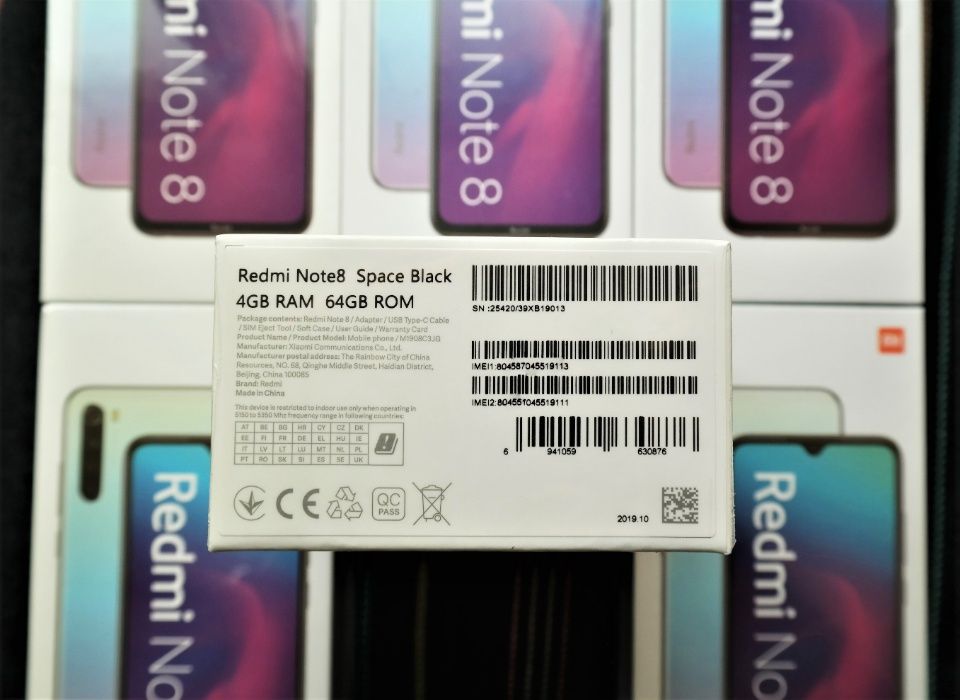 Redmi Note 8
Redmi Note 8
Redmi Note 8
Redmi Note8 Space Black
4GB RAM 64GB ROM
Package contents: Redmi Note 8 / Adapter / USB Type-C Cable
/ SIM Eject Tool / Soft Case / User Guide / Warranty Card
Product Name / Product Model: Mobile phone / M1908C3JG
Manufacturer: Xiaomi Communications Co., Ltd.
Manufacturer postal address: The Rainbow City of China
Resources, NO. 68, Qinghe Middle Street, Haidian District,
Beijing, China 100085
Brand: Redmi
Made in China
This device is restricted to indoor use only when operating in
5150 to 5350 Mhz frequency range in following countries:
AT BE BG HR CY CZ DK
EE FI FR DE EL HU IE
IT LV LT LU MT NL PL
PT RO SK SI ES SE UK
CE
QC
PASS
SN :25420/39XB19013
IMEI1:804587045519113
IMEI2:804551045519111
6 941059 630876
2019.10
mi
Redmi No
Redmi No